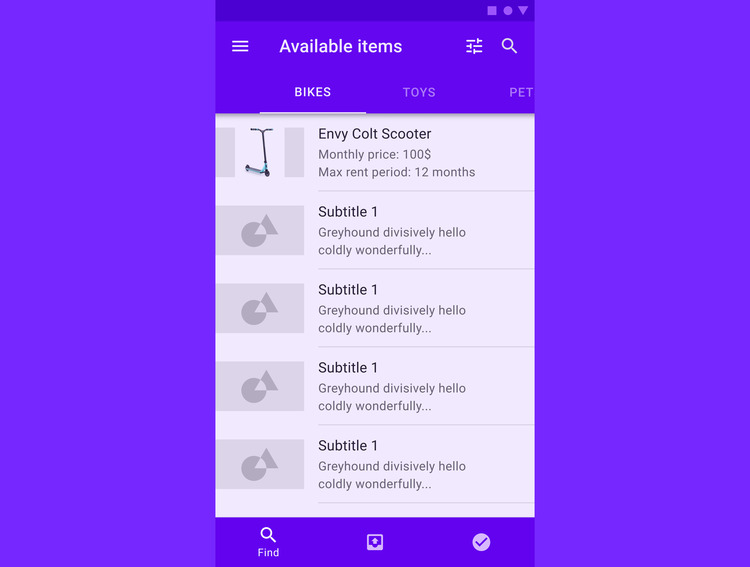 Available items
BIKES
TOYS
PET
Envy Colt Scooter
Monthly price: 100$
Max rent period: 12 months
Subtitle 1
Greyhound divisively hello
coldly wonderfully...
Subtitle 1
Greyhound divisively hello
coldly wonderfully...
Subtitle 1
Greyhound divisively hello
coldly wonderfully...
Subtitle 1
Greyhound divisively hello
coldly wonderfully...
Find